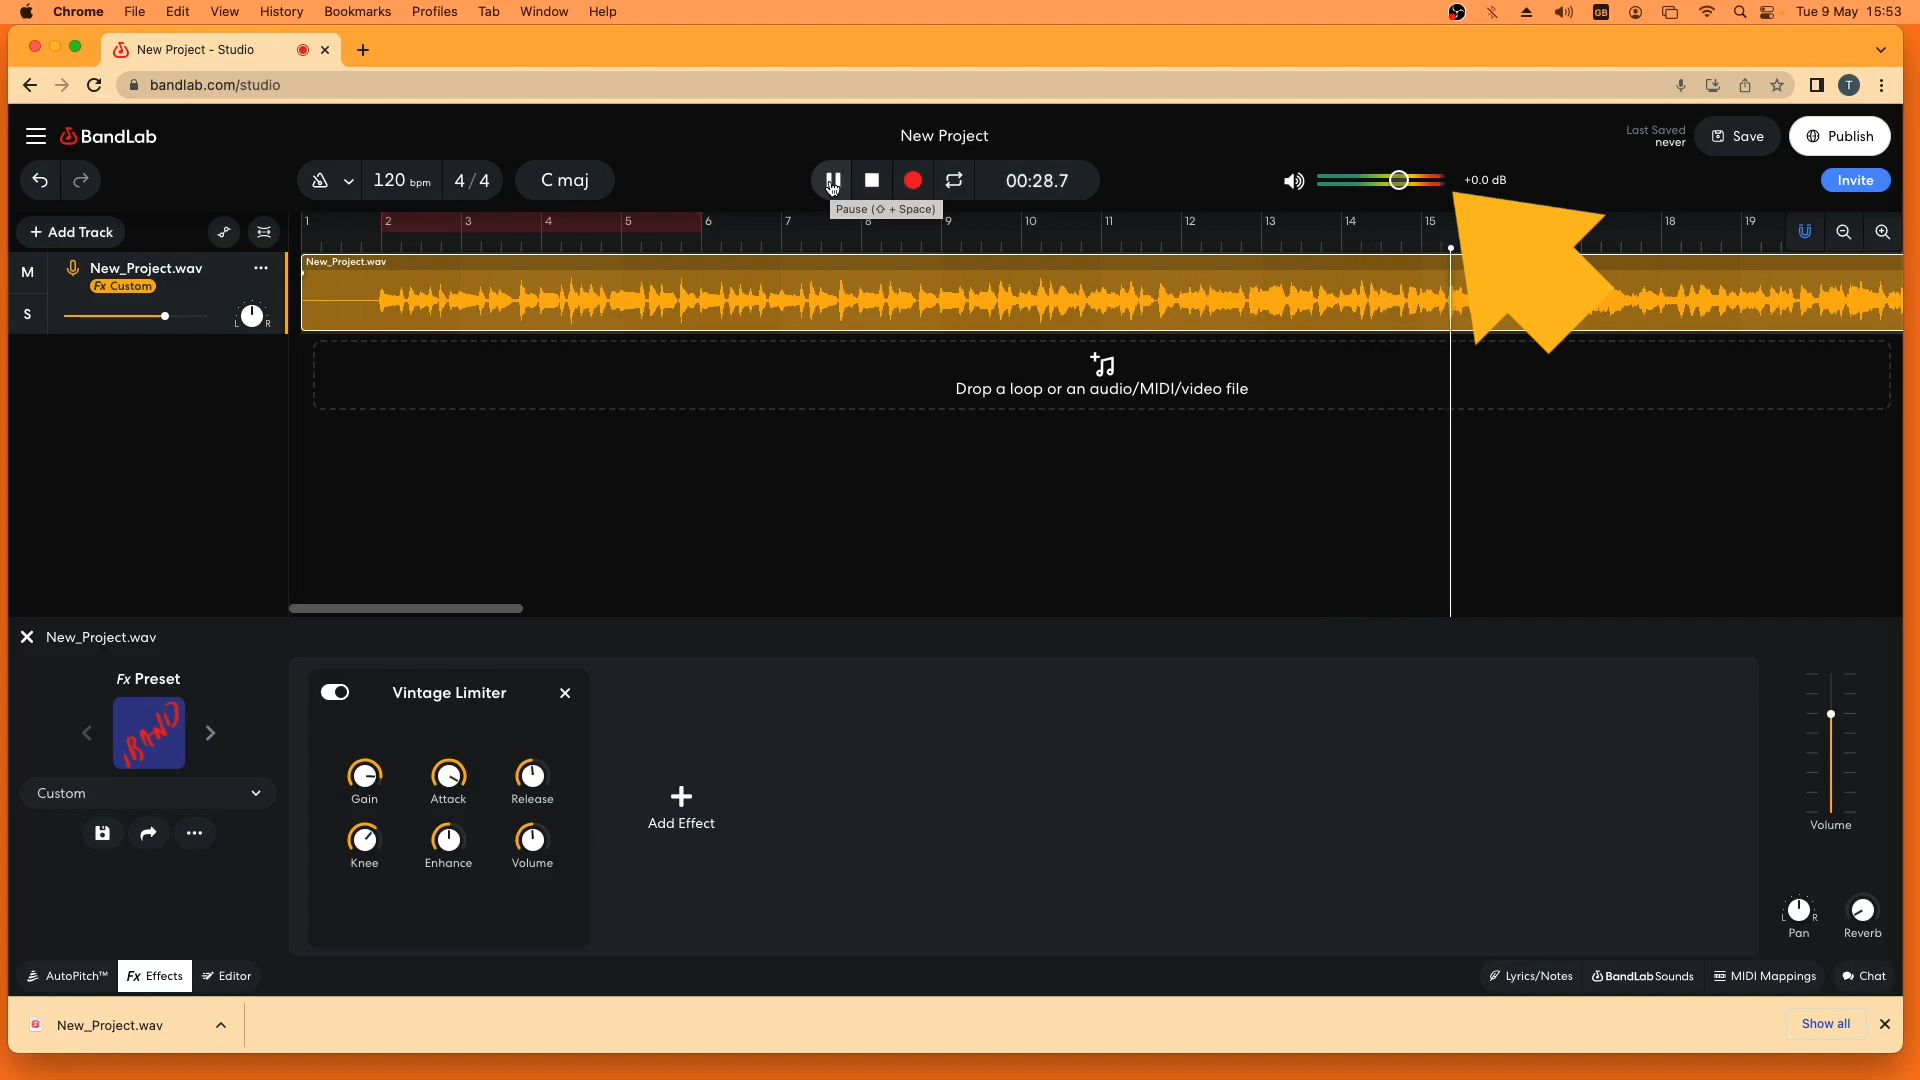 Chrome File Edit View History Bookmarks Profiles Tab Window Help GB Tue 9 May 15:53
New Project - Studio
bandlab.com/studio T
BandLab New Project Last Saved never Save Publish
120 bpm 4/4 C maj 00:28.7 +0.0 dB Invite
Pause (⇧ + Space)
+ Add Track 1 2 3 4 5 6 7 8 9 10 11 12 13 14 15 18 19
M New_Project.wav ... New_Project.wav
Fx Custom
S L R
Drop a loop or an audio/MIDI/video file
New_Project.wav
Fx Preset Vintage Limiter
BAND
Custom
Gain Attack Release
Knee Enhance Volume
Add Effect
Volume
L R
Pan Reverb
AutoPitch™ Fx Effects Editor Lyrics/Notes BandLab Sounds MIDI Mappings Chat
New_Project.wav Show all